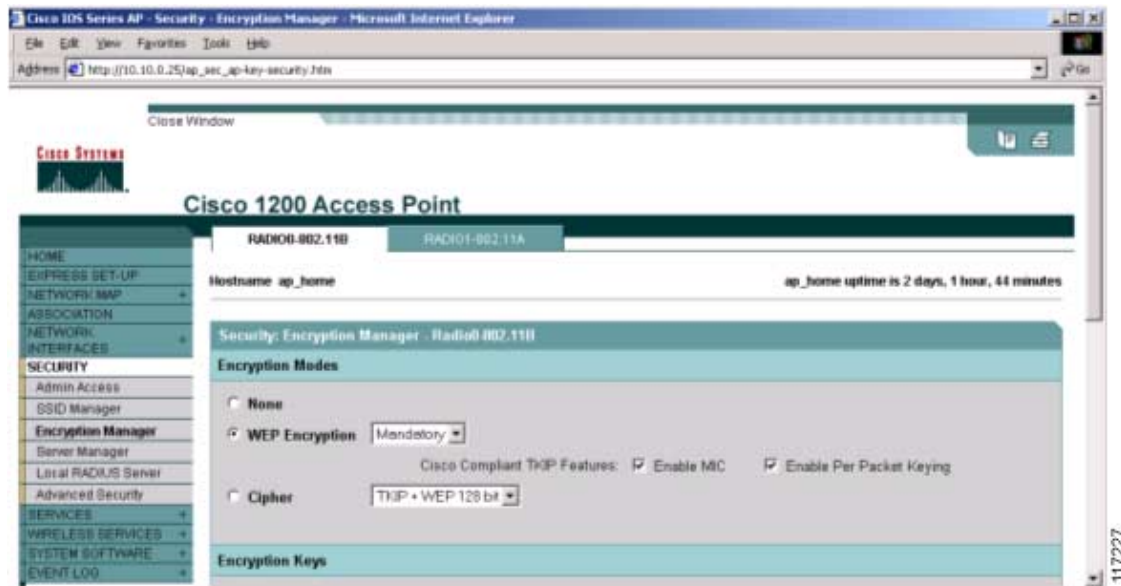 Cisco IOS Series AP - Security - Encryption Manager - Microsoft Internet Explorer
File Edit View Favorites Tools Help
Address http://10.10.0.25/ap_sec_ap-key-security.htm Go
Close Window
CISCO SYSTEMS
Cisco 1200 Access Point
RADIO0-802.11B RADIO1-802.11A
Hostname ap_home ap_home uptime is 2 days, 1 hour, 44 minutes
HOME
EXPRESS SET-UP
NETWORK MAP +
ASSOCIATION
NETWORK INTERFACES +
SECURITY
Admin Access
SSID Manager
Encryption Manager
Server Manager
Local RADIUS Server
Advanced Security
SERVICES +
WIRELESS SERVICES +
SYSTEM SOFTWARE +
EVENT LOG +
Security: Encryption Manager - Radio0-802.11B
Encryption Modes
None
WEP Encryption Mandatory
Cisco Compliant TKIP Features: Enable MIC Enable Per Packet Keying
Cipher TKIP + WEP 128 bit
Encryption Keys
117227